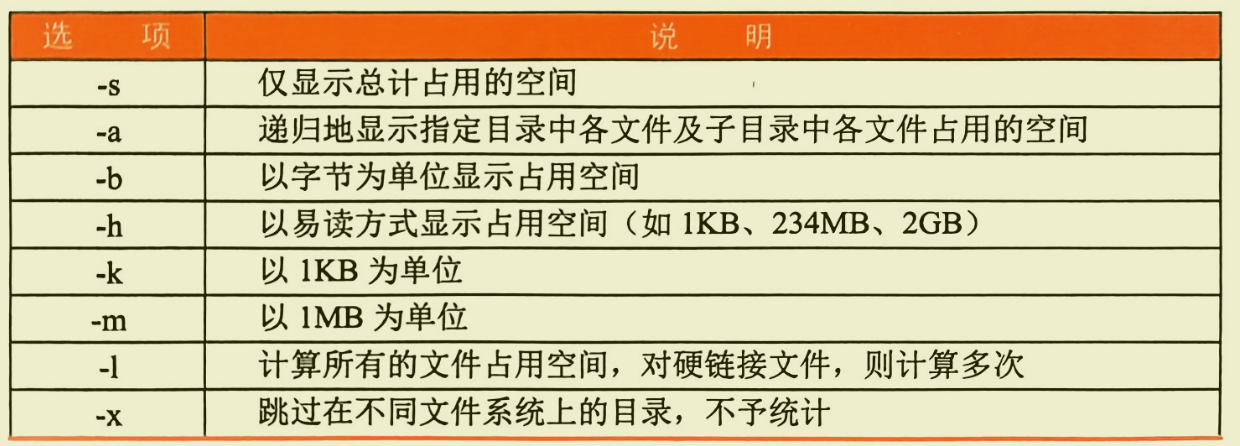 选 项 说 明
-s 仅显示总计占用的空间
-a 递归地显示指定目录中各文件及子目录中各文件占用的空间
-b 以字节为单位显示占用空间
-h 以易读方式显示占用空间（如 1KB、234MB、2GB）
-k 以 1KB 为单位
-m 以 1MB 为单位
-l 计算所有的文件占用空间，对硬链接文件，则计算多次
-x 跳过在不同文件系统上的目录，不予统计